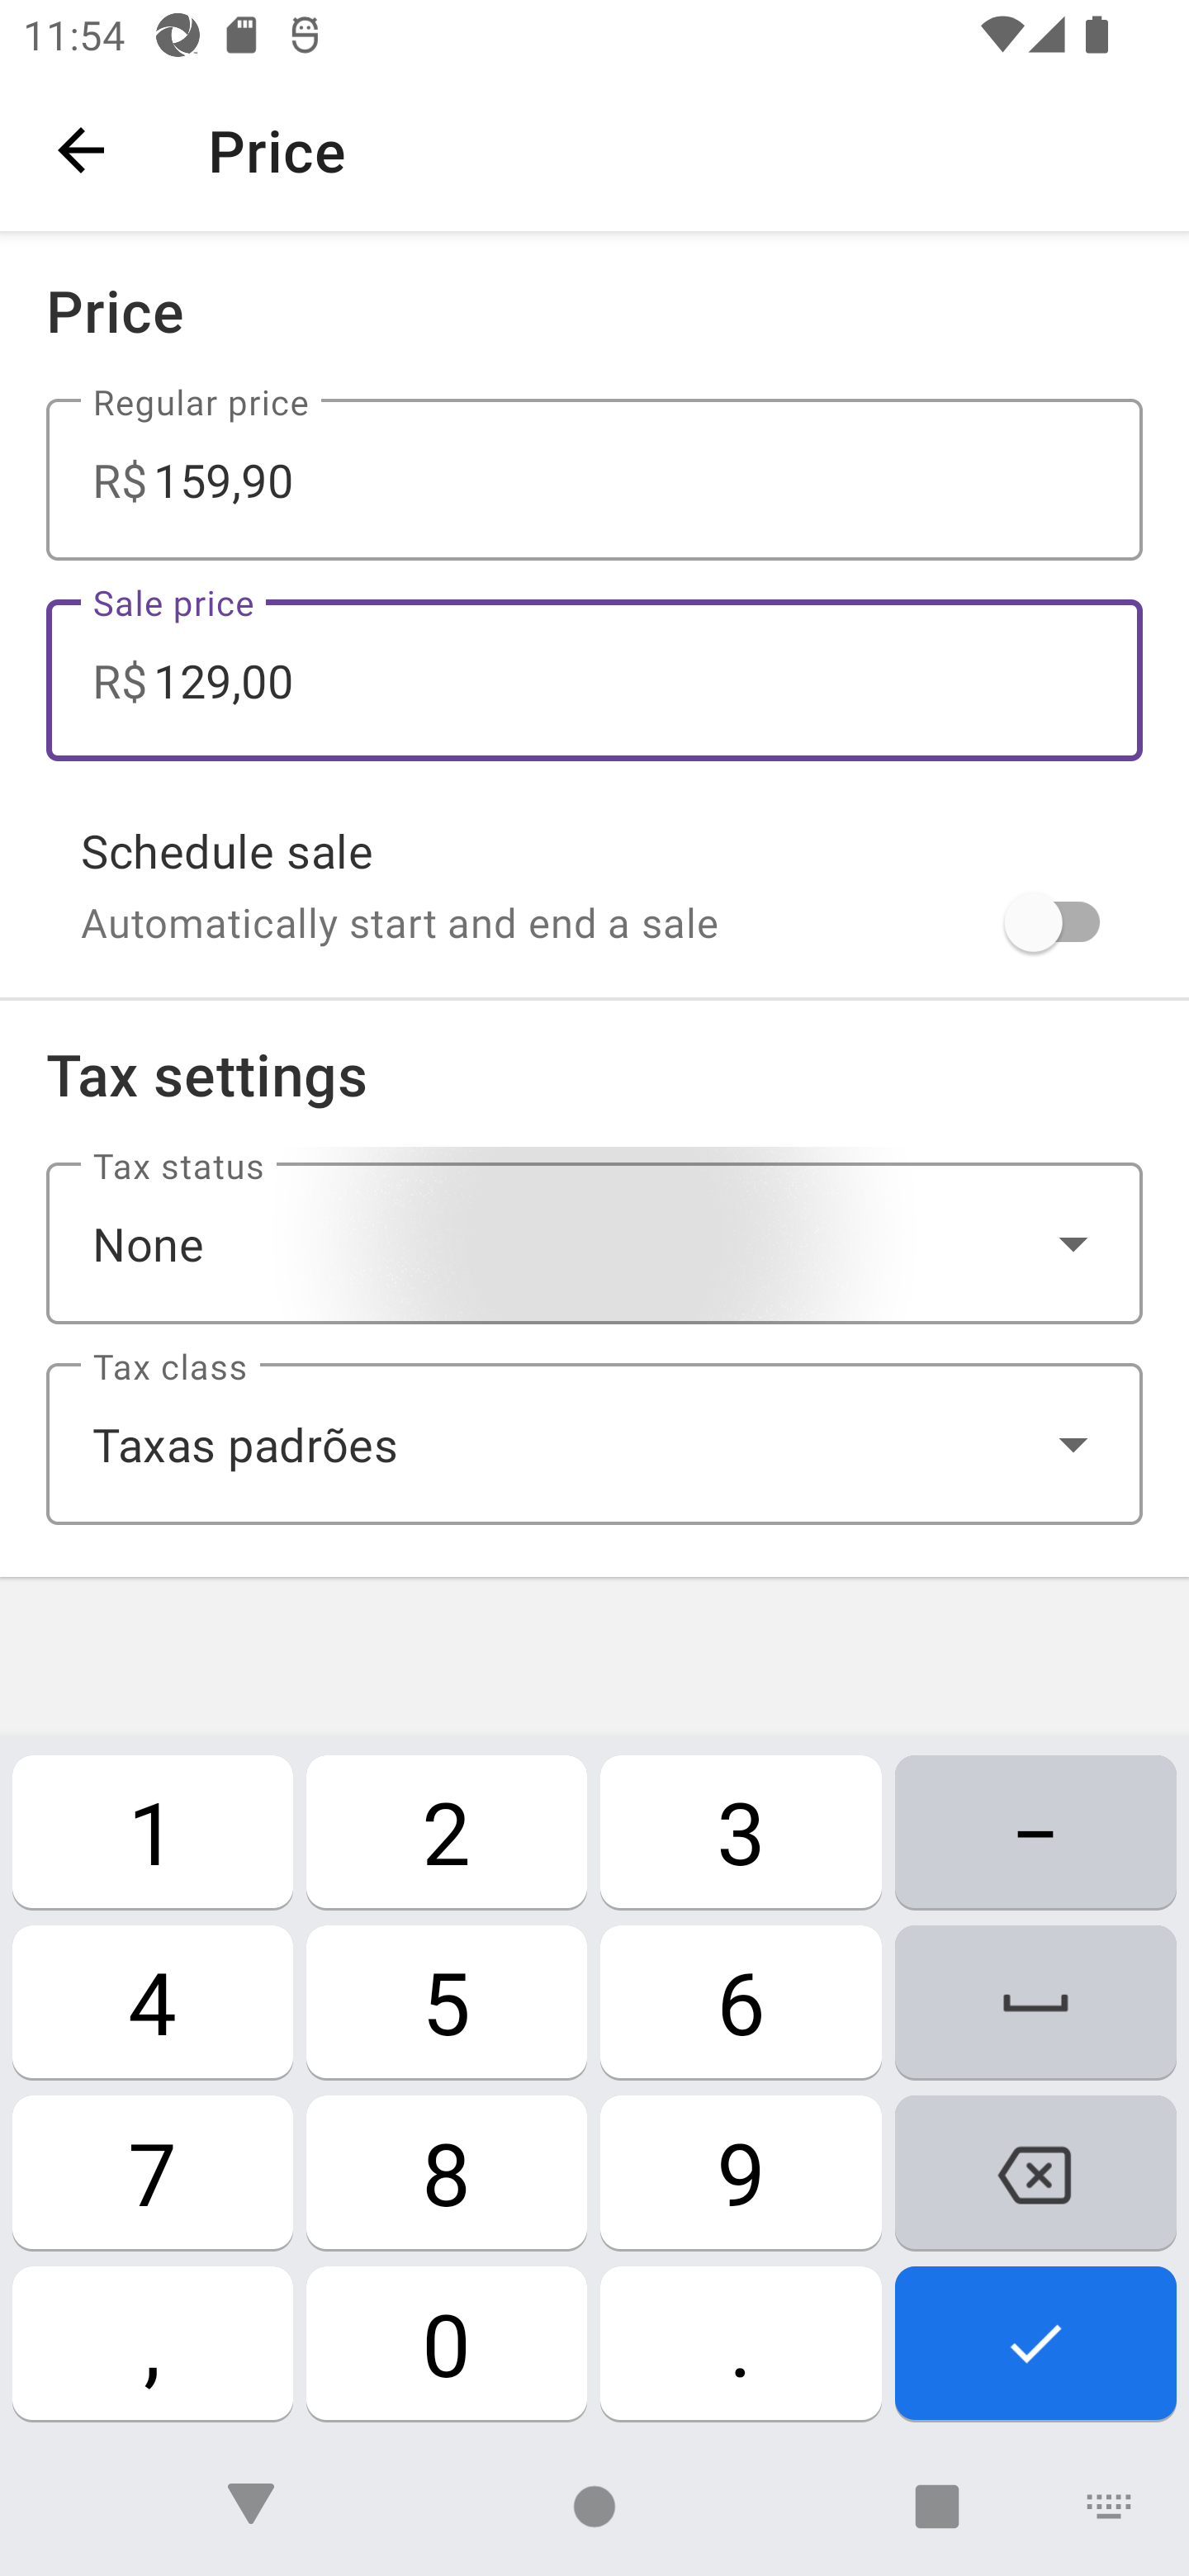 11:54
Price
Price
Regular price
R$ 159,90
Sale price
R$ 129,00
Schedule sale
Automatically start and end a sale
Tax settings
Tax status
None
Tax class
Taxas padrões
1 2 3 –
4 5 6
7 8 9
, 0 .